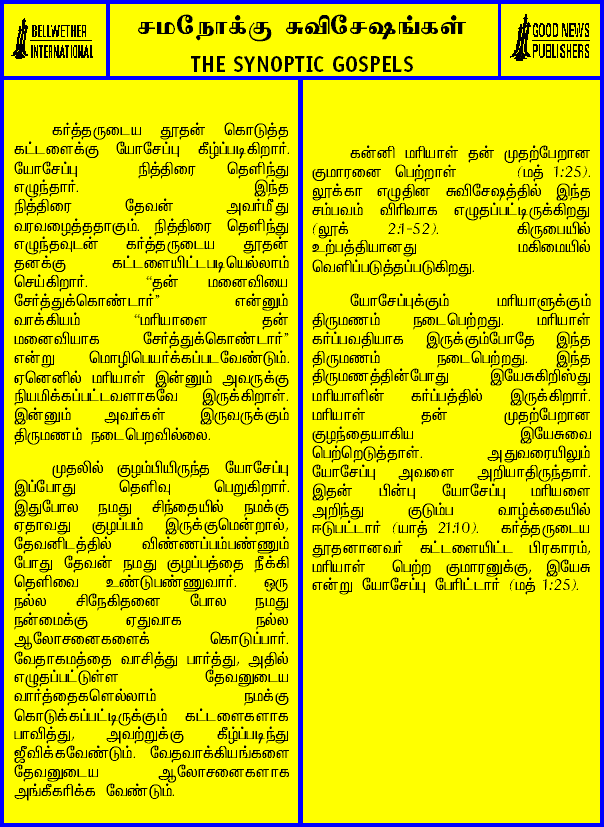 BELLWETHER
INTERNATIONAL
சமநோக்கு சுவிசேஷங்கள்
THE SYNOPTIC GOSPELS
GOOD NEWS
PUBLISHERS
கர்த்தருடைய தூதன் கொடுத்த
கட்டளைக்கு யோசேப்பு கீழ்ப்படிகிறார்.
யோசேப்பு நித்திரை தெளிந்து
எழுந்தார். இந்த
நித்திரை தேவன் அவர்மீது
வரவழைத்ததாகும். நித்திரை தெளிந்து
எழுந்தவுடன் கர்த்தருடைய தூதன்
தனக்கு கட்டளையிட்டபடியெல்லாம்
செய்கிறார். “தன் மனைவியை
சேர்த்துக்கொண்டார்” என்னும்
வாக்கியம் “மரியாளை தன்
மனைவியாக சேர்த்துக்கொண்டார்”
என்று மொழிபெயர்க்கப்படவேண்டும்.
ஏனெனில் மரியாள் இன்னும் அவருக்கு
நியமிக்கப்பட்டவளாகவே இருக்கிறாள்.
இன்னும் அவர்கள் இருவருக்கும்
திருமணம் நடைபெறவில்லை.
முதலில் குழம்பியிருந்த யோசேப்பு
இப்போது தெளிவு பெறுகிறார்.
இதுபோல நமது சிந்தையில் நமக்கு
ஏதாவது குழப்பம் இருக்குமென்றால்,
தேவனிடத்தில் விண்ணப்பம்பண்ணும்
போது தேவன் நமது குழப்பத்தை நீக்கி
தெளிவை உண்டுபண்ணுவார். ஒரு
நல்ல சிநேகிதனை போல நமது
நன்மைக்கு ஏதுவாக நல்ல
ஆலோசனைகளைக் கொடுப்பார்.
வேதாகமத்தை வாசித்து பார்த்து, அதில்
எழுதப்பட்டுள்ள தேவனுடைய
வார்த்தைகளெல்லாம் நமக்கு
கொடுக்கப்பட்டிருக்கும் கட்டளைகளாக
பாவித்து, அவற்றுக்கு கீழ்ப்படிந்து
ஜீவிக்கவேண்டும். வேதவாக்கியங்களை
தேவனுடைய ஆலோசனைகளாக
அங்கீகரிக்க வேண்டும்.
கன்னி மரியாள் தன் முதற்பேறான
குமாரனை பெற்றாள் (மத் 1:25).
லூக்கா எழுதின சுவிசேஷத்தில் இந்த
சம்பவம் விரிவாக எழுதப்பட்டிருக்கிறது
(லூக் 2:1-52). கிருபையில்
உற்பத்தியானது மகிமையில்
வெளிப்படுத்தப்படுகிறது.
யோசேப்புக்கும் மரியாளுக்கும்
திருமணம் நடைபெற்றது. மரியாள்
கர்ப்பவதியாக இருக்கும்போதே இந்த
திருமணம் நடைபெற்றது. இந்த
திருமணத்தின்போது இயேசுகிறிஸ்து
மரியாளின் கர்ப்பத்தில் இருக்கிறார்.
மரியாள் தன் முதற்பேறான
குழந்தையாகிய இயேசுவை
பெற்றெடுத்தாள். அதுவரையிலும்
யோசேப்பு அவளை அறியாதிருந்தார்.
இதன் பின்பு யோசேப்பு மரியளை
அறிந்து குடும்ப வாழ்க்கையில்
ஈடுபட்டார் (யாத் 21:10). கர்த்தருடைய
தூதனானவர் கட்டளையிட்ட பிரகாரம்,
மரியாள் பெற்ற குமாரனுக்கு, இயேசு
என்று யோசேப்பு பேரிட்டார் (மத் 1:25).